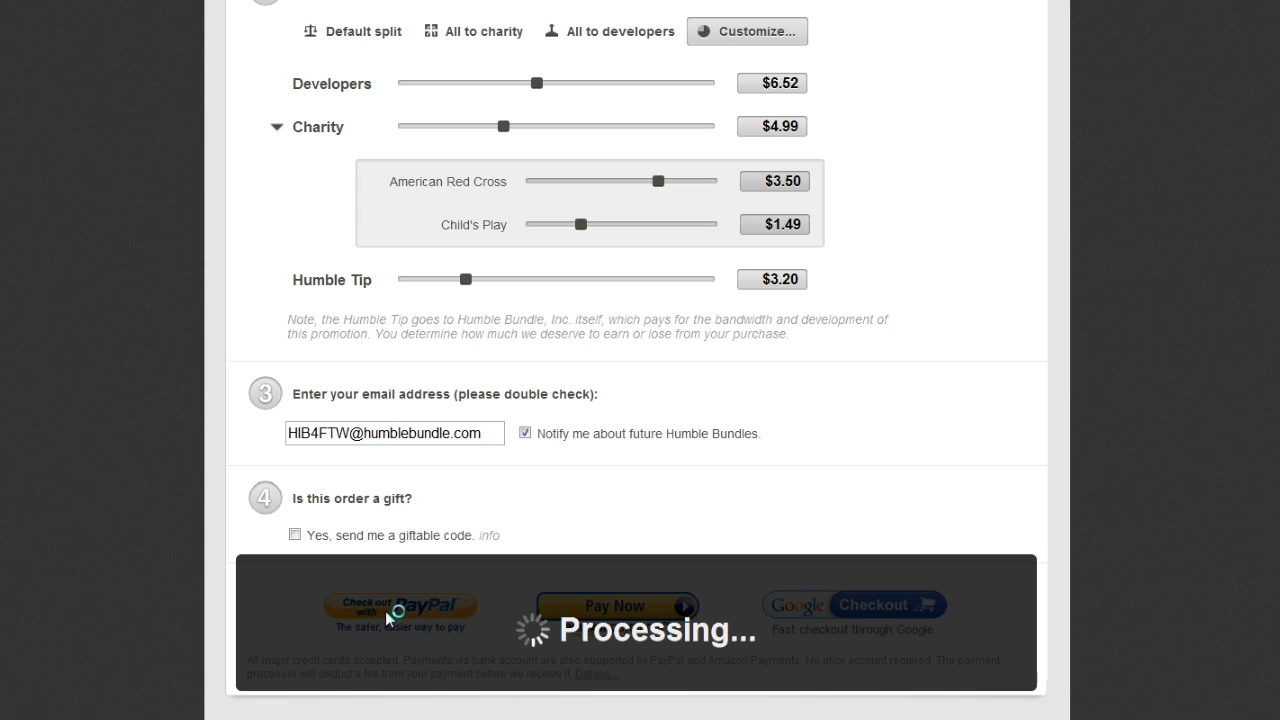 Default split All to charity All to developers Customize...
Developers $6.52
Charity $4.99
American Red Cross $3.50
Child's Play $1.49
Humble Tip $3.20
Note, the Humble Tip goes to Humble Bundle, Inc. itself, which pays for the bandwidth and development of
this promotion. You determine how much we deserve to earn or lose from your purchase.
3 Enter your email address (please double check):
HIB4FTW@humblebundle.com Notify me about future Humble Bundles.
4 Is this order a gift?
Yes, send me a giftable code. info
Check out with PayPal Pay Now Google Checkout
The safer, easier way to pay Fast checkout through Google
Processing...
All major credit cards accepted. Payments via bank account are also supported by PayPal and Amazon Payments. No prior account required. The payment
processor will deduct a fee from your payment before we receive it. Details...